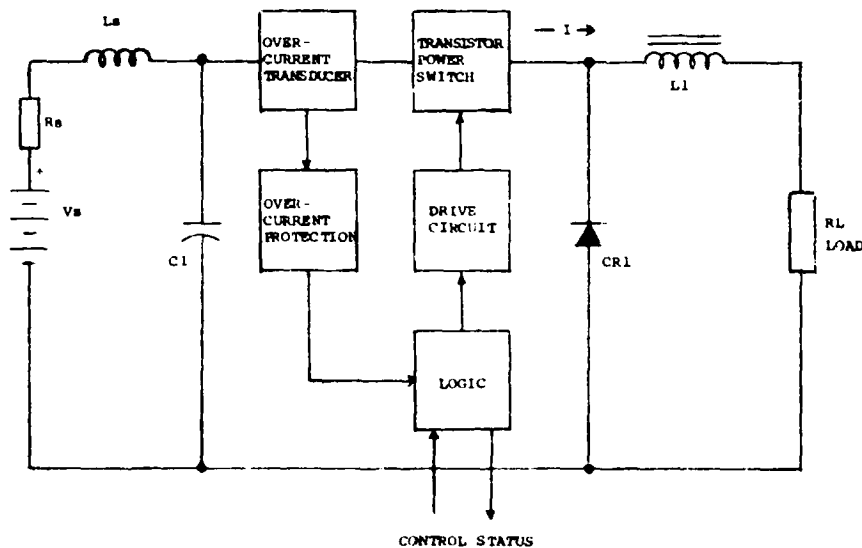 Ls
OVER-
CURRENT
TRANSDUCER
TRANSISTOR
POWER
SWITCH
— I →
L1
Rs
+
Vs
C1
OVER-
CURRENT
PROTECTION
DRIVE
CIRCUIT
CR1
RL
LOAD
LOGIC
CONTROL STATUS